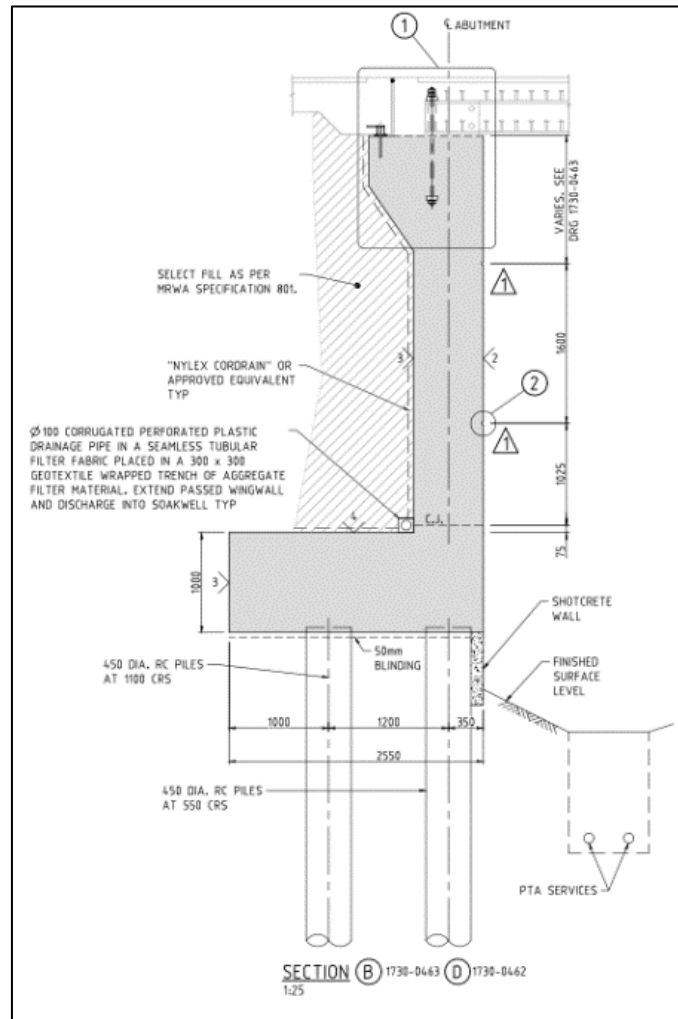 1
℄ ABUTMENT
VARIES, SEE
DRG 1730-0463
SELECT FILL AS PER
MRWA SPECIFICATION 801.
1
1600
3
2
"NYLEX CORDRAIN" OR
APPROVED EQUIVALENT
TYP
2
1
Ø100 CORRUGATED PERFORATED PLASTIC
DRAINAGE PIPE IN A SEAMLESS TUBULAR
FILTER FABRIC PLACED IN A 300 x 300
GEOTEXTILE WRAPPED TRENCH OF AGGREGATE
FILTER MATERIAL. EXTEND PASSED WINGWALL
AND DISCHARGE INTO SOAKWELL TYP
1025
4
C.J.
75
1000
3
SHOTCRETE
WALL
50mm
BLINDING
FINISHED
SURFACE
LEVEL
450 DIA. RC PILES
AT 1100 CRS
1000
1200
350
2550
450 DIA. RC PILES
AT 550 CRS
PTA SERVICES
SECTION B 1730-0463 D 1730-0462
1:25